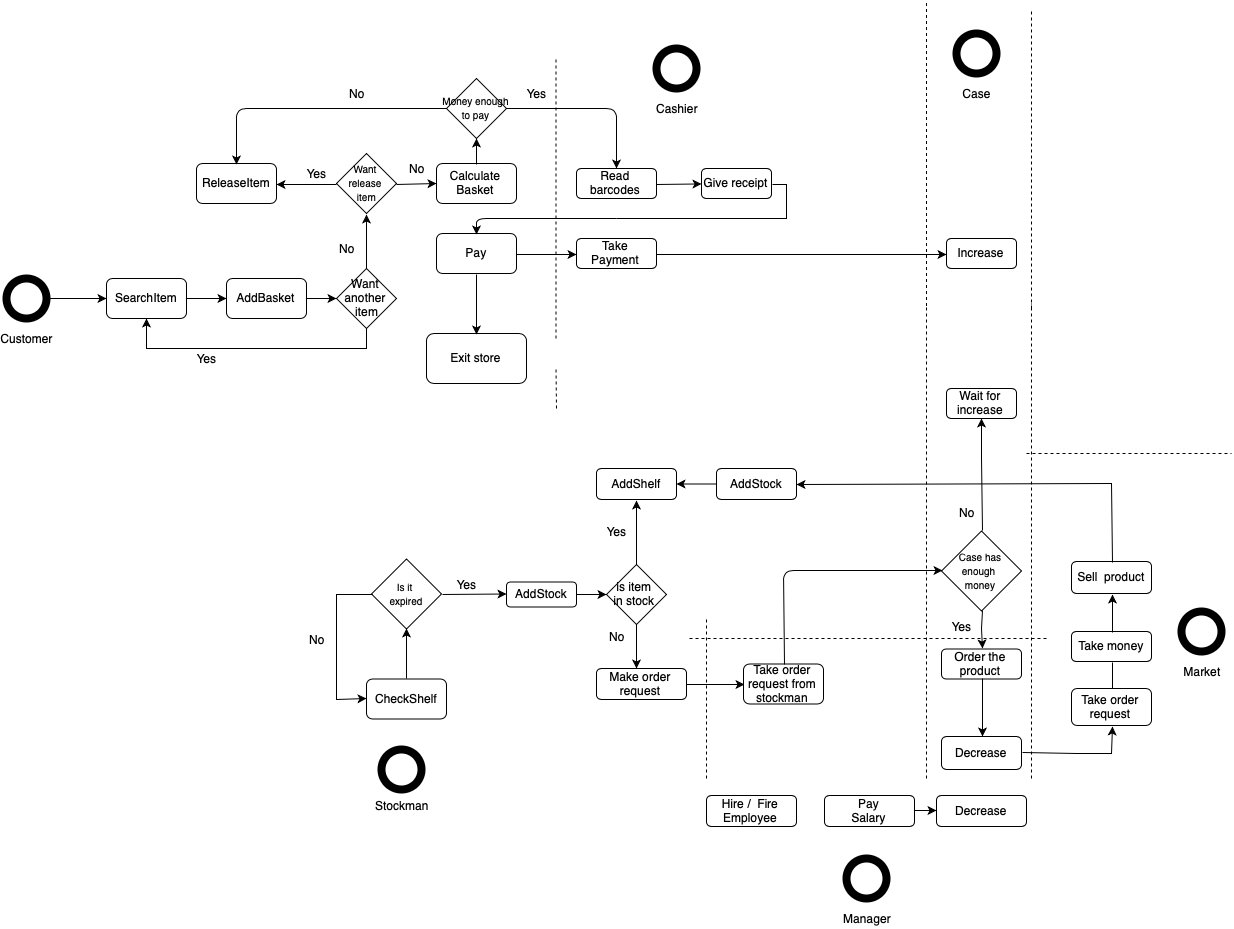 Case
Cashier
No
Money enough
to pay
Yes
ReleaseItem
Yes
Want
release
item
No
Calculate
Basket
Read
barcodes
Give receipt
No
Pay
Take
Payment
Increase
Customer
SearchItem
AddBasket
Want
another
item
Yes
Exit store
Wait for
increase
AddShelf
AddStock
No
Yes
Case has
enough
money
Is it
expired
Yes
AddStock
Is item
in stock
Sell  product
No
No
Yes
Take money
Market
Order the
product
CheckShelf
Make order
request
Take order
request from
stockman
Take order
request
Decrease
Stockman
Hire /  Fire
Employee
Pay
Salary
Decrease
Manager